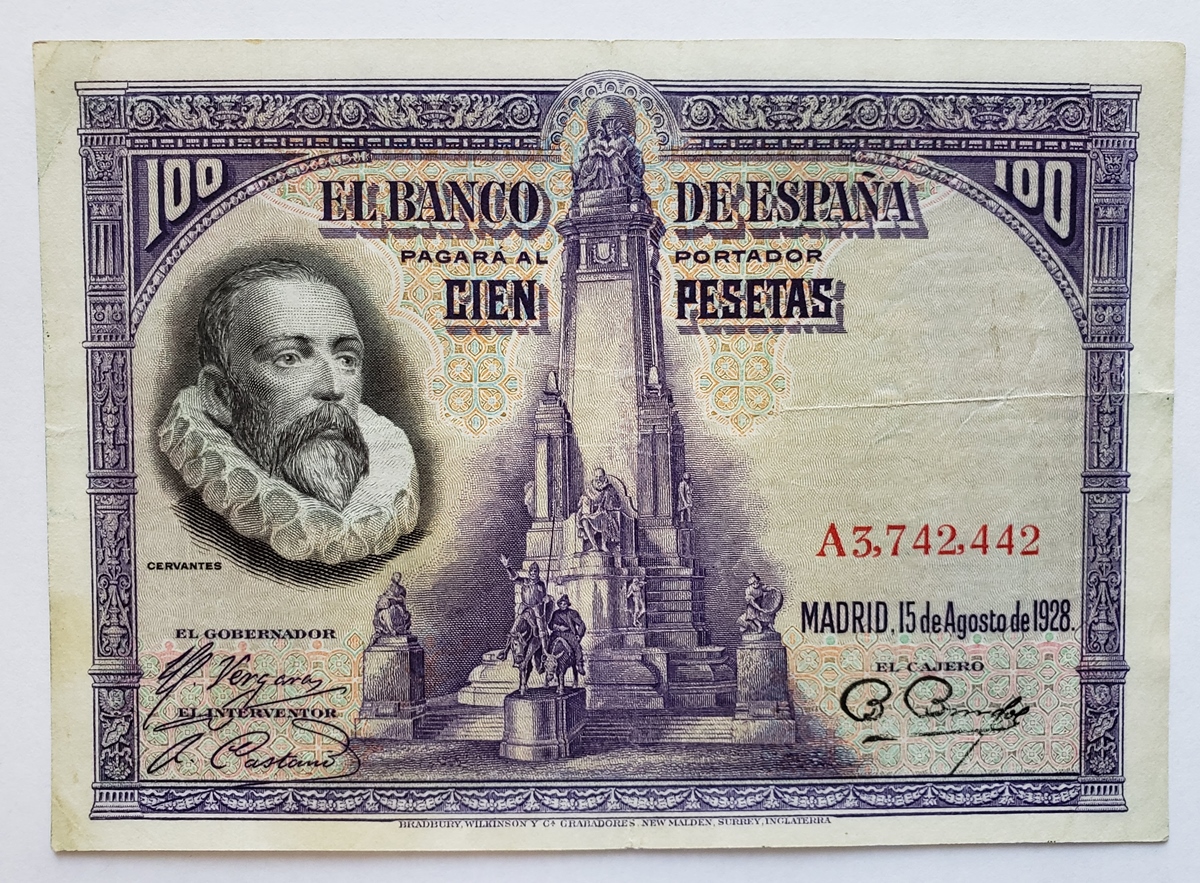 100 100
EL BANCO DE ESPAÑA
PAGARA AL PORTADOR
CIEN PESETAS
A3,742,442
CERVANTES
MADRID, 15 de Agosto de 1928.
EL GOBERNADOR
EL CAJERO
Vergaras
EL INTERVENTOR
BRADBURY, WILKINSON Y Cª GRABADORES. NEW MALDEN, SURREY, INGLATERRA